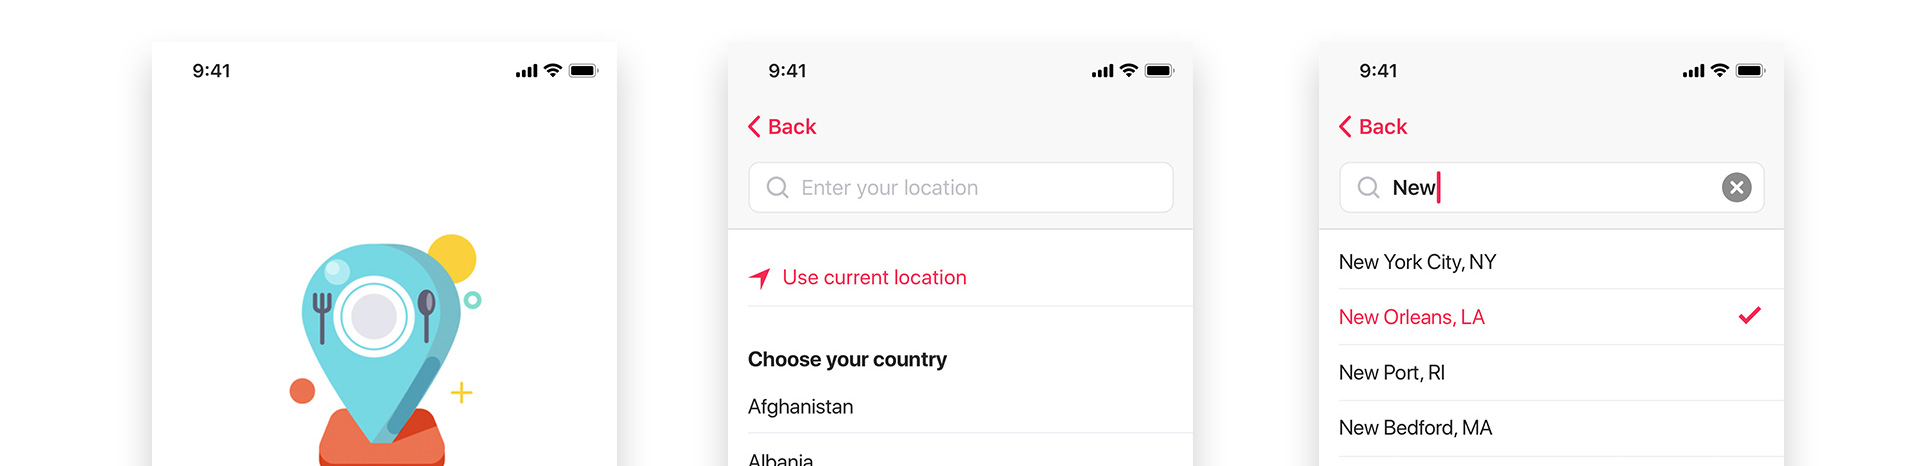 9:41
9:41
Back
Enter your location
Use current location
Choose your country
Afghanistan
Albania
9:41
Back
New
New York City, NY
New Orleans, LA
New Port, RI
New Bedford, MA